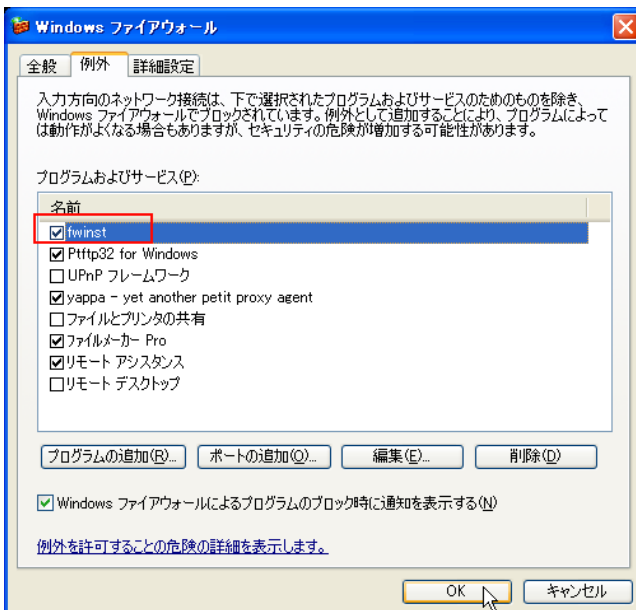 Windows ファイアウォール
全般 例外 詳細設定
入力方向のネットワーク接続は、下で選択されたプログラムおよびサービスのためのものを除き、
Windows ファイアウォールでブロックされています。例外として追加することにより、プログラムによって
は動作がよくなる場合もありますが、セキュリティの危険が増加する可能性があります。
プログラムおよびサービス(P):
名前
fwinst
Ptftp32 for Windows
UPnP フレームワーク
yappa - yet another petit proxy agent
ファイルとプリンタの共有
ファイルメーカー Pro
リモート アシスタンス
リモート デスクトップ
プログラムの追加(R)... ポートの追加(O)... 編集(E)... 削除(D)
Windows ファイアウォールによるプログラムのブロック時に通知を表示する(N)
例外を許可することの危険の詳細を表示します。
OK キャンセル